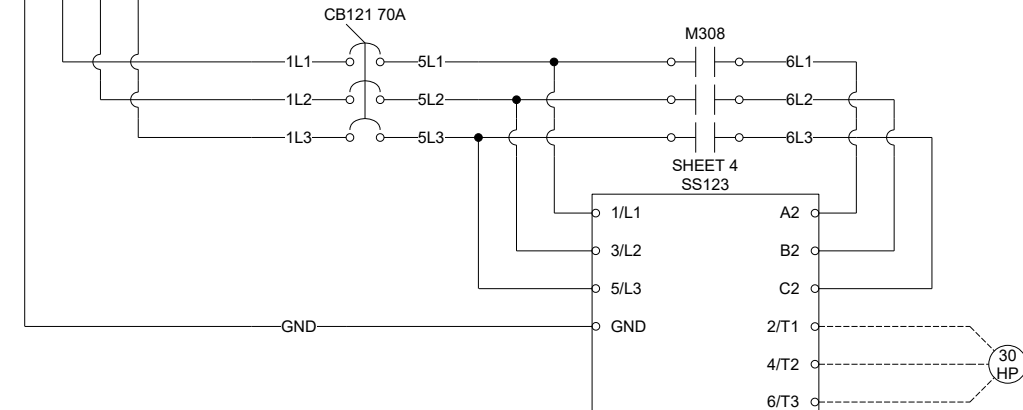 CB121 70A
M308
1L1 5L1 6L1
1L2 5L2 6L2
1L3 5L3 6L3
SHEET 4
SS123
1/L1 A2
3/L2 B2
5/L3 C2
GND GND 2/T1
30
4/T2
HP
6/T3